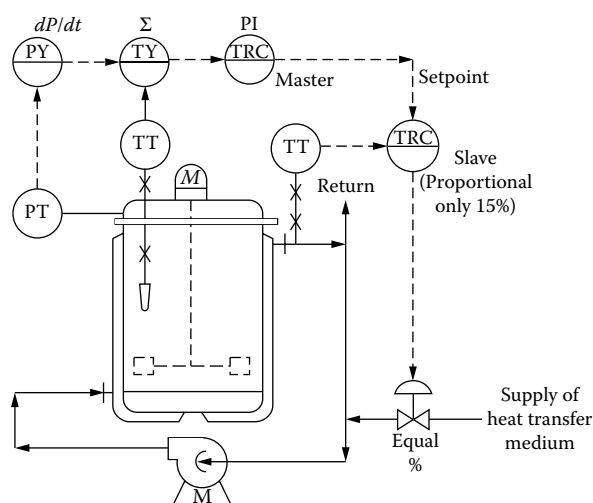 dP/dt
Σ
PI
PY
TY
TRC
Master
Setpoint
TT
TT
TRC
Slave
(Proportional
only 15%)
M
Return
PT
Supply of
heat transfer
medium
Equal
%
M